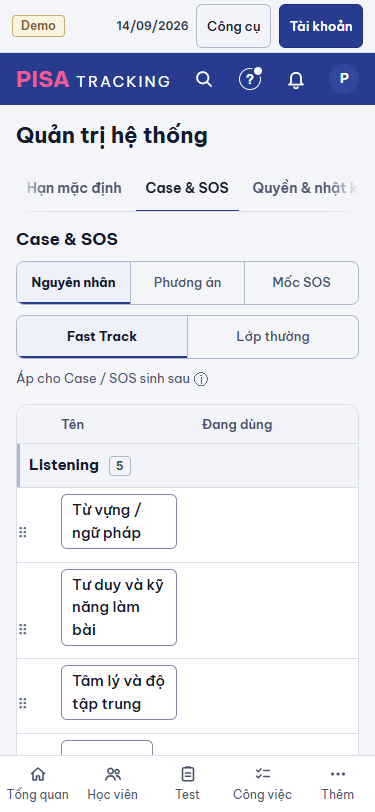 Demo
14/09/2026
Công cụ
Tài khoản
PISA TRACKING
?
P
Quản trị hệ thống
Hạn mặc định
Case & SOS
Quyền & nhật k
Case & SOS
Nguyên nhân
Phương án
Mốc SOS
Fast Track
Lớp thường
Áp cho Case / SOS sinh sau
Tên
Đang dùng
Listening 5
Từ vựng /
ngữ pháp
Tư duy và kỹ
năng làm
bài
Tâm lý và độ
tập trung
Tổng quan
Học viên
Test
Công việc
Thêm